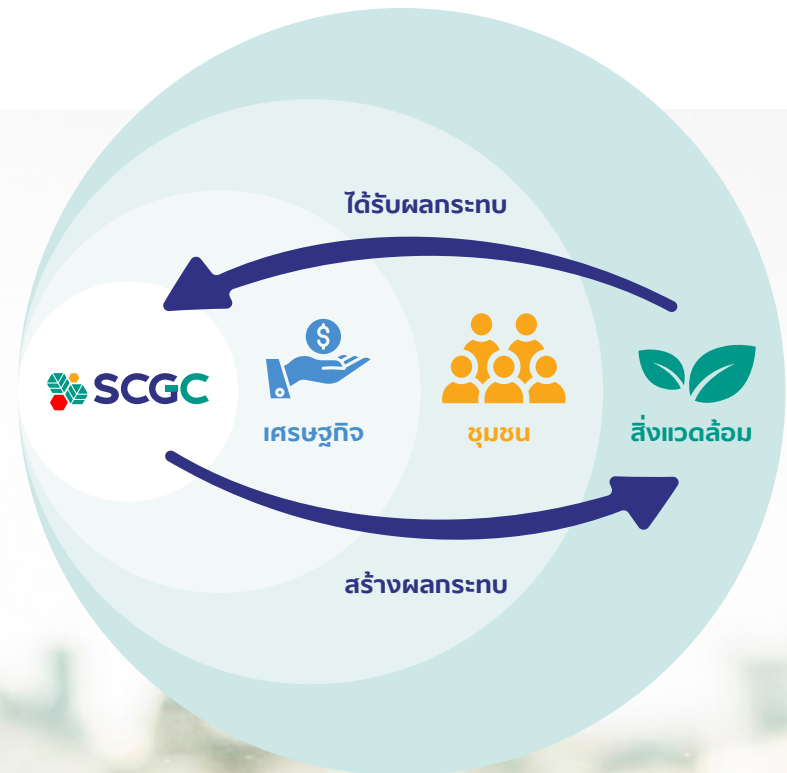 ได้รับผลกระทบ
$
SCGC
เศรษฐกิจ
ชุมชน
สิ่งแวดล้อม
สร้างผลกระทบ